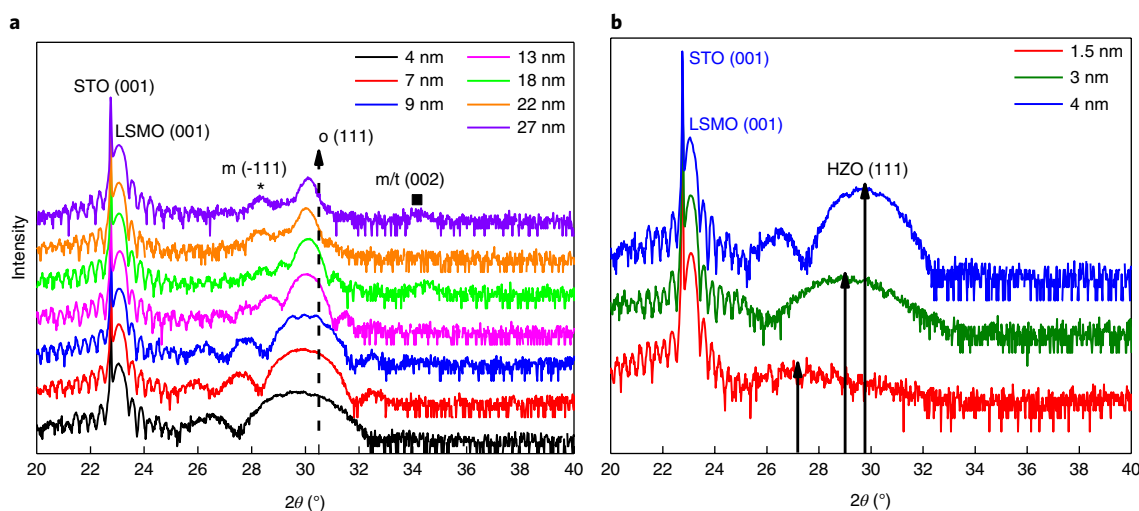 a
4 nm
7 nm
9 nm
13 nm
18 nm
22 nm
27 nm
STO (001)
LSMO (001)
m (-111)
*
o (111)
m/t (002)
Intensity
20 22 24 26 28 30 32 34 36 38 40
2θ (°)
b
1.5 nm
3 nm
4 nm
STO (001)
LSMO (001)
HZO (111)
20 22 24 26 28 30 32 34 36 38 40
2θ (°)